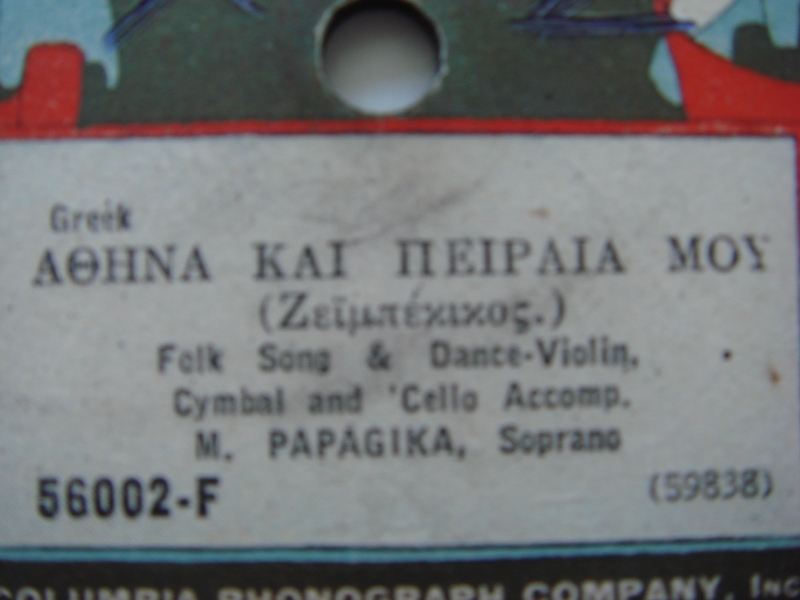 Greek
ΑΘΗΝΑ ΚΑΙ ΠΕΙΡΑΙΑ ΜΟΥ
(Ζεϊμπέκικος.)
Folk Song & Dance-Violin,
Cymbal and 'Cello Accomp.
M. PAPAGIKA, Soprano
56002-F
(59838)
COLUMBIA PHONOGRAPH COMPANY, INC